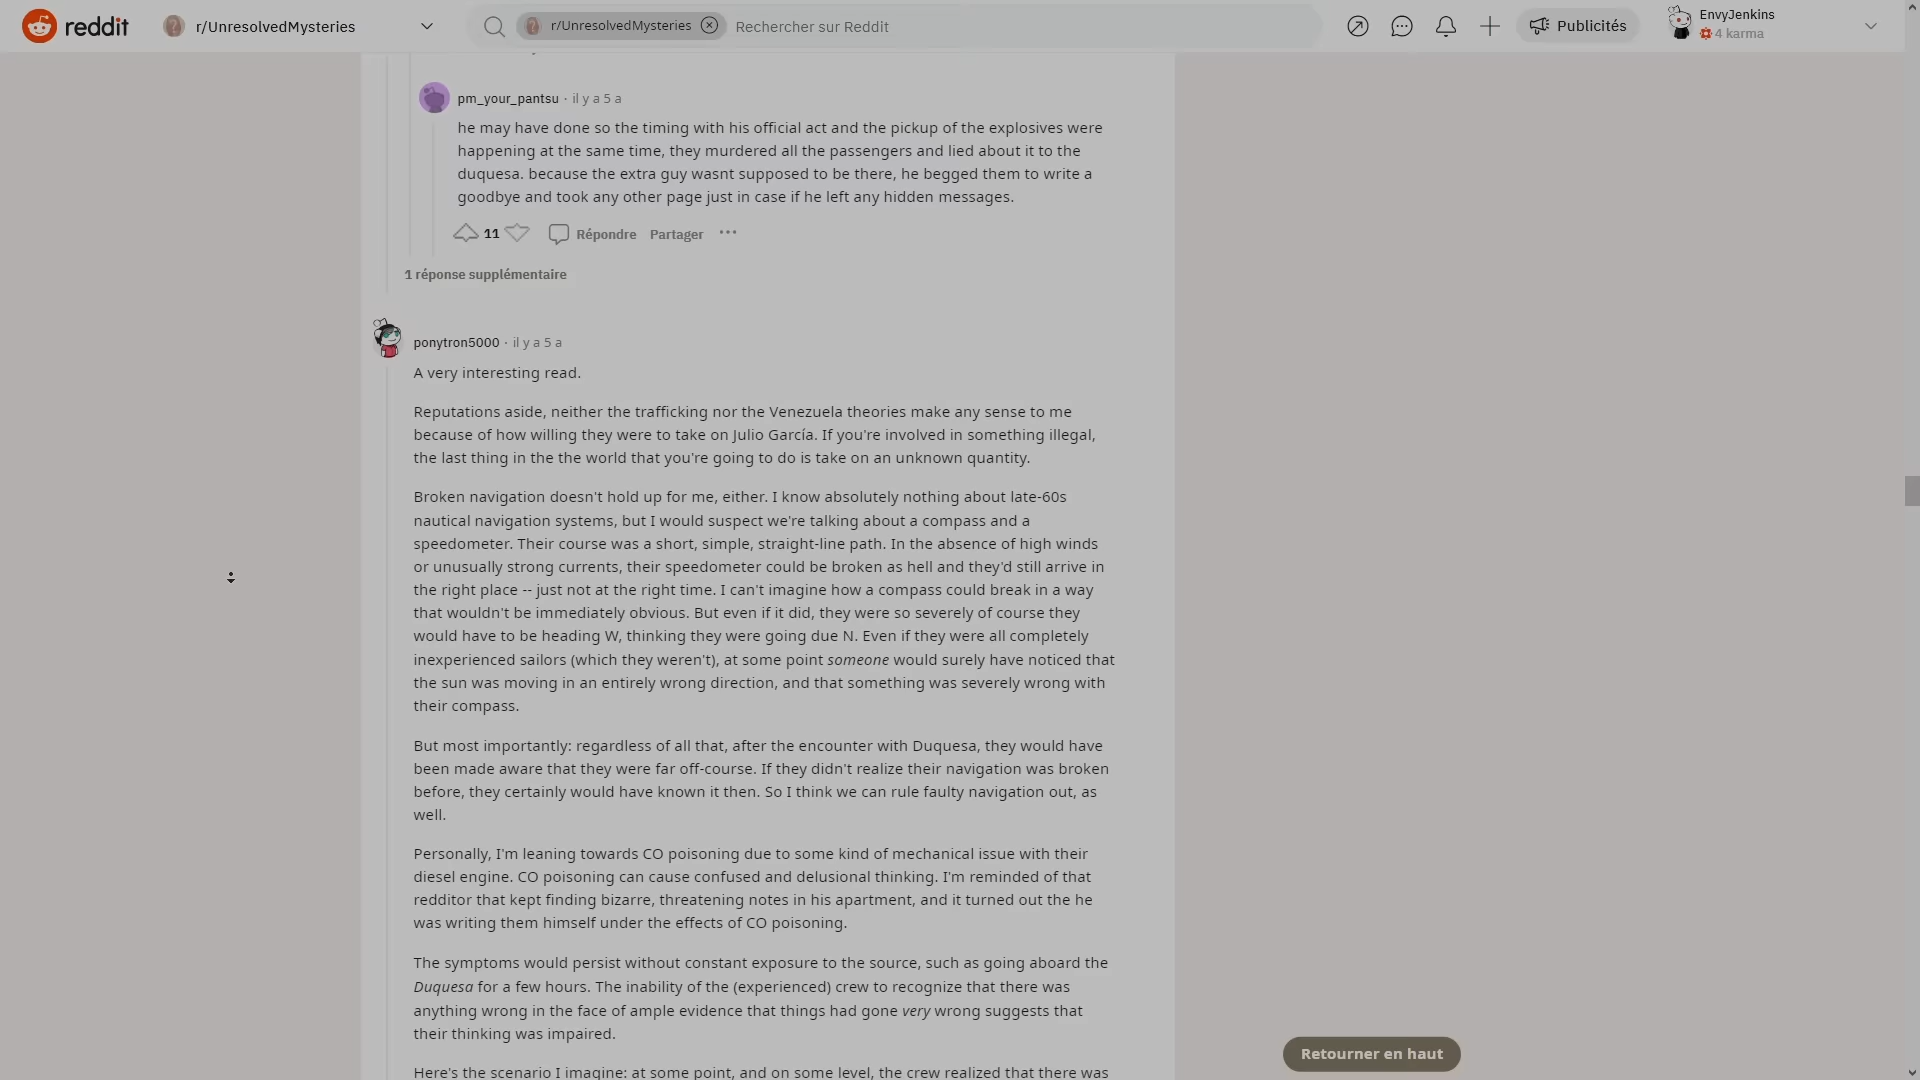 reddit
r/UnresolvedMysteries
r/UnresolvedMysteries
Rechercher sur Reddit
Publicités
EnvyJenkins
4 karma
pm_your_pantsu · il y a 5 a
he may have done so the timing with his official act and the pickup of the explosives were
happening at the same time, they murdered all the passengers and lied about it to the
duquesa. because the extra guy wasnt supposed to be there, he begged them to write a
goodbye and took any other page just in case if he left any hidden messages.
11
Répondre
Partager
1 réponse supplémentaire
ponytron5000 · il y a 5 a
A very interesting read.
Reputations aside, neither the trafficking nor the Venezuela theories make any sense to me
because of how willing they were to take on Julio García. If you're involved in something illegal,
the last thing in the the world that you're going to do is take on an unknown quantity.
Broken navigation doesn't hold up for me, either. I know absolutely nothing about late-60s
nautical navigation systems, but I would suspect we're talking about a compass and a
speedometer. Their course was a short, simple, straight-line path. In the absence of high winds
or unusually strong currents, their speedometer could be broken as hell and they'd still arrive in
the right place -- just not at the right time. I can't imagine how a compass could break in a way
that wouldn't be immediately obvious. But even if it did, they were so severely of course they
would have to be heading W, thinking they were going due N. Even if they were all completely
inexperienced sailors (which they weren't), at some point someone would surely have noticed that
the sun was moving in an entirely wrong direction, and that something was severely wrong with
their compass.
But most importantly: regardless of all that, after the encounter with Duquesa, they would have
been made aware that they were far off-course. If they didn't realize their navigation was broken
before, they certainly would have known it then. So I think we can rule faulty navigation out, as
well.
Personally, I'm leaning towards CO poisoning due to some kind of mechanical issue with their
diesel engine. CO poisoning can cause confused and delusional thinking. I'm reminded of that
redditor that kept finding bizarre, threatening notes in his apartment, and it turned out the he
was writing them himself under the effects of CO poisoning.
The symptoms would persist without constant exposure to the source, such as going aboard the
Duquesa for a few hours. The inability of the (experienced) crew to recognize that there was
anything wrong in the face of ample evidence that things had gone very wrong suggests that
their thinking was impaired.
Here's the scenario I imagine: at some point, and on some level, the crew realized that there was
Retourner en haut